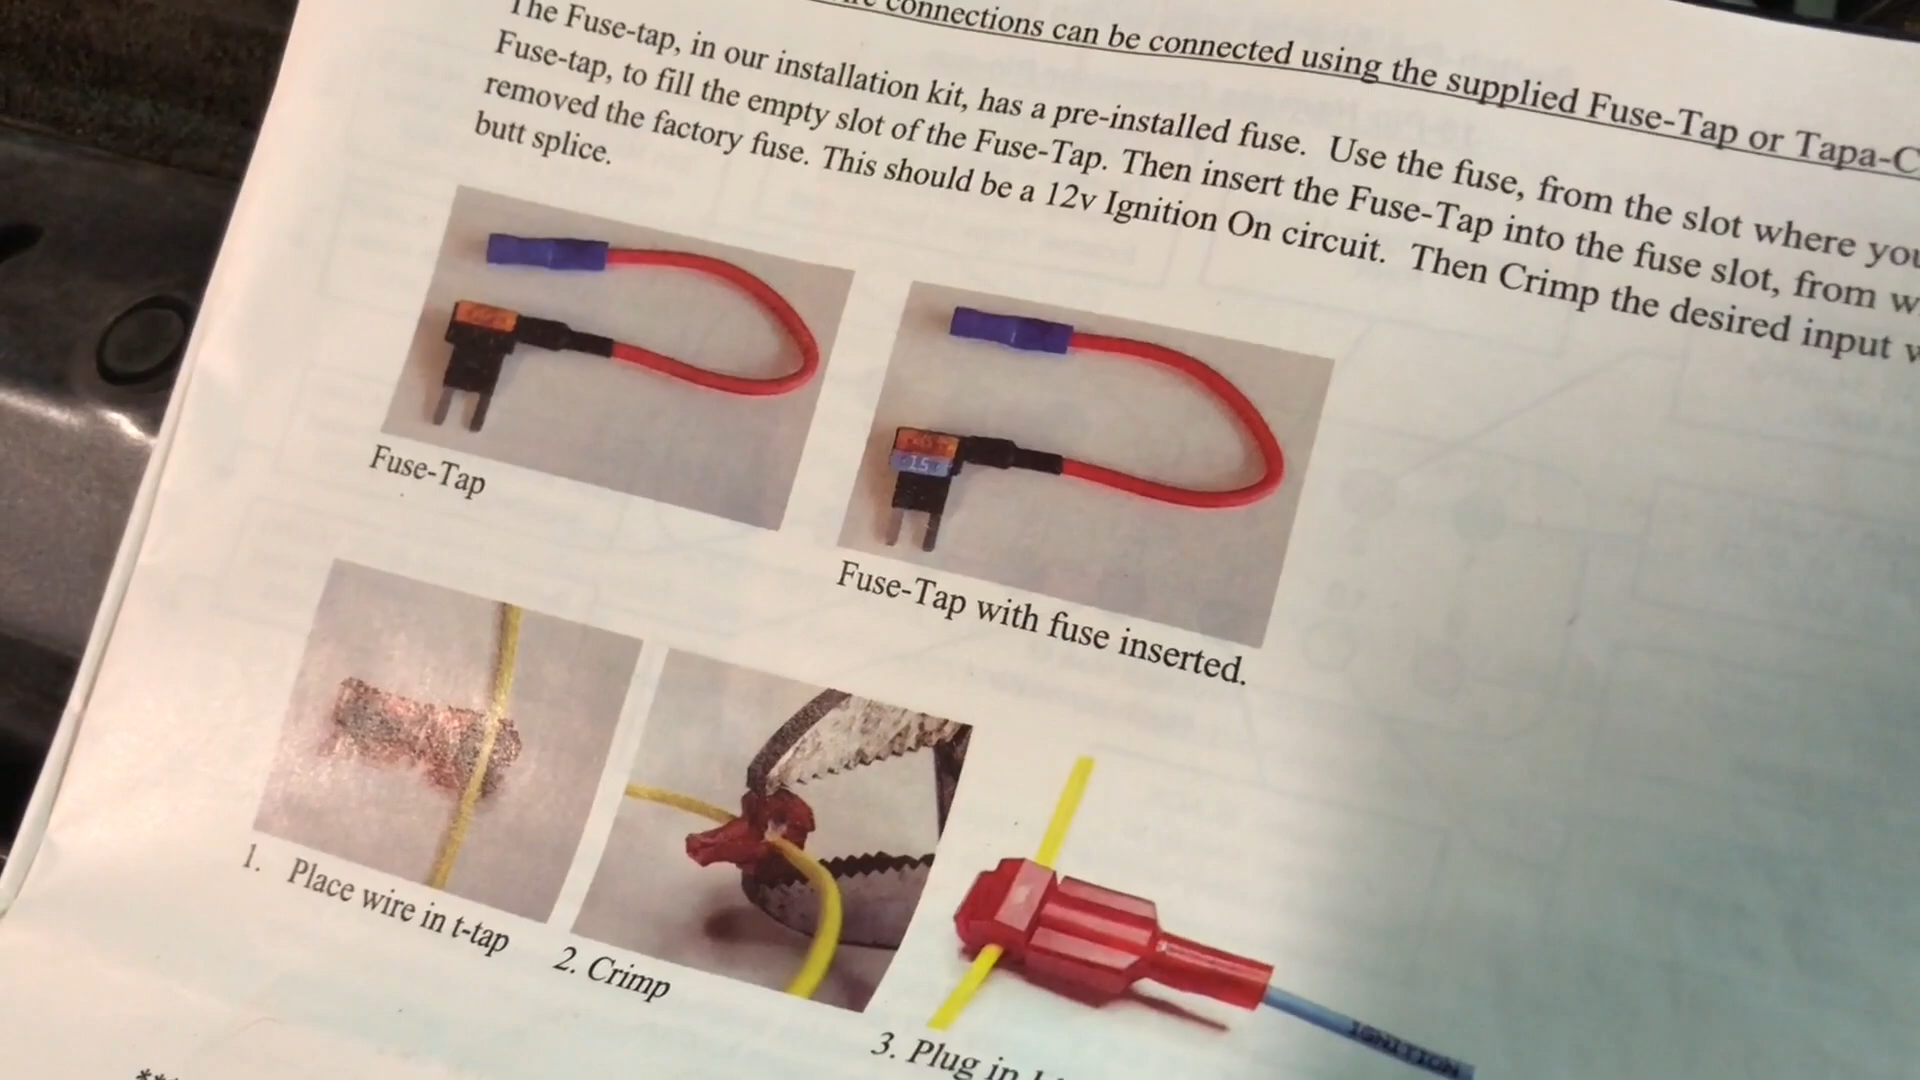 connections can be connected using the supplied Fuse-Tap or Tapa-C
The Fuse-tap, in our installation kit, has a pre-installed fuse. Use the fuse, from the slot where you
Fuse-tap, to fill the empty slot of the Fuse-Tap. Then insert the Fuse-Tap into the fuse slot, from w
removed the factory fuse. This should be a 12v Ignition On circuit. Then Crimp the desired input w
butt splice.
15
Fuse-Tap
Fuse-Tap with fuse inserted.
1. Place wire in t-tap
2. Crimp
IGNITION
3. Plug in
***